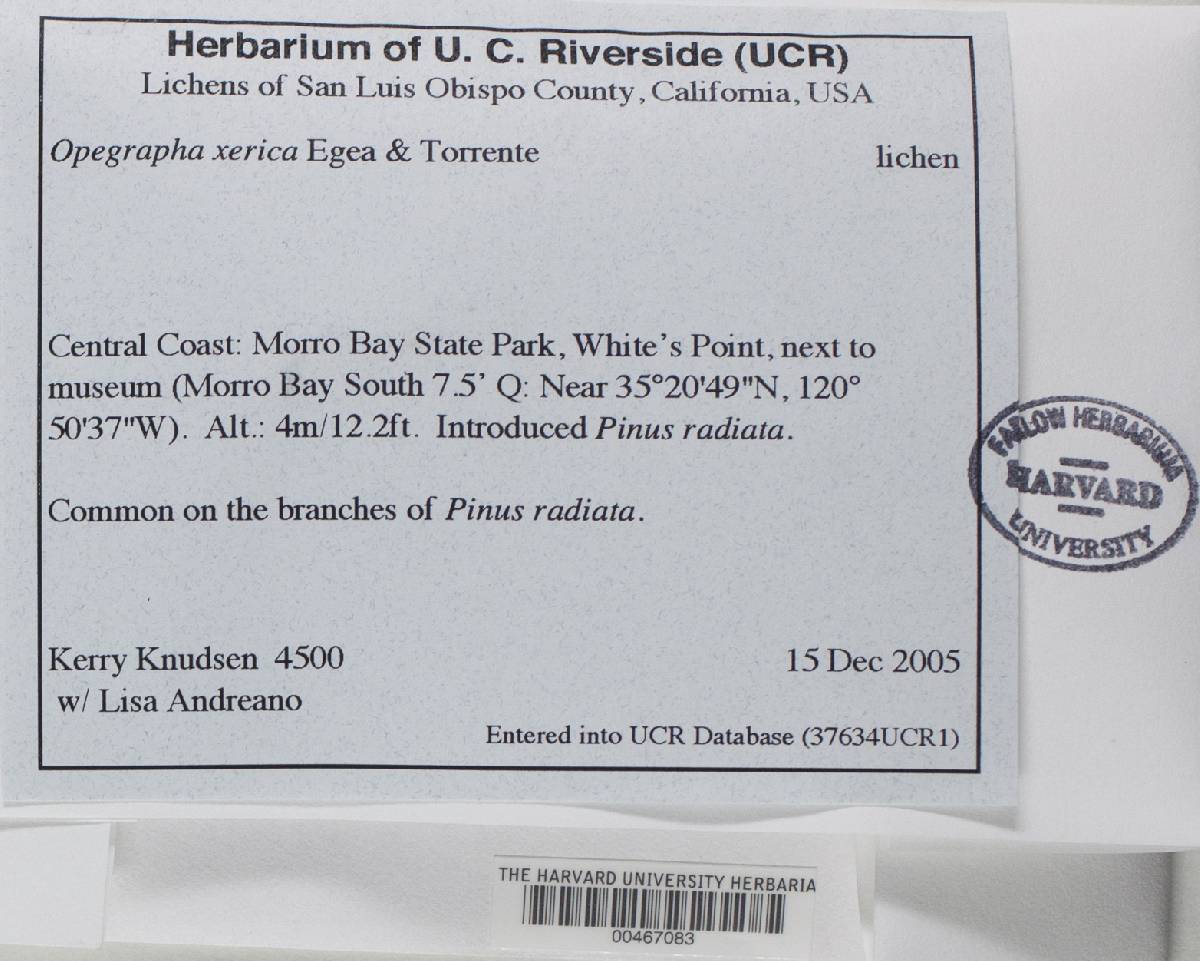 Herbarium of U. C. Riverside (UCR)
Lichens of San Luis Obispo County, California, USA
Opegrapha xerica Egea & Torrente lichen
Central Coast: Morro Bay State Park, White's Point, next to
museum (Morro Bay South 7.5' Q: Near 35°20'49"N, 120°
50'37"W). Alt.: 4m/12.2ft. Introduced Pinus radiata.
Common on the branches of Pinus radiata.
Kerry Knudsen 4500 15 Dec 2005
w/ Lisa Andreano
Entered into UCR Database (37634UCR1)
FARLOW HERBARIUM
HARVARD
UNIVERSITY
THE HARVARD UNIVERSITY HERBARIA
00467083